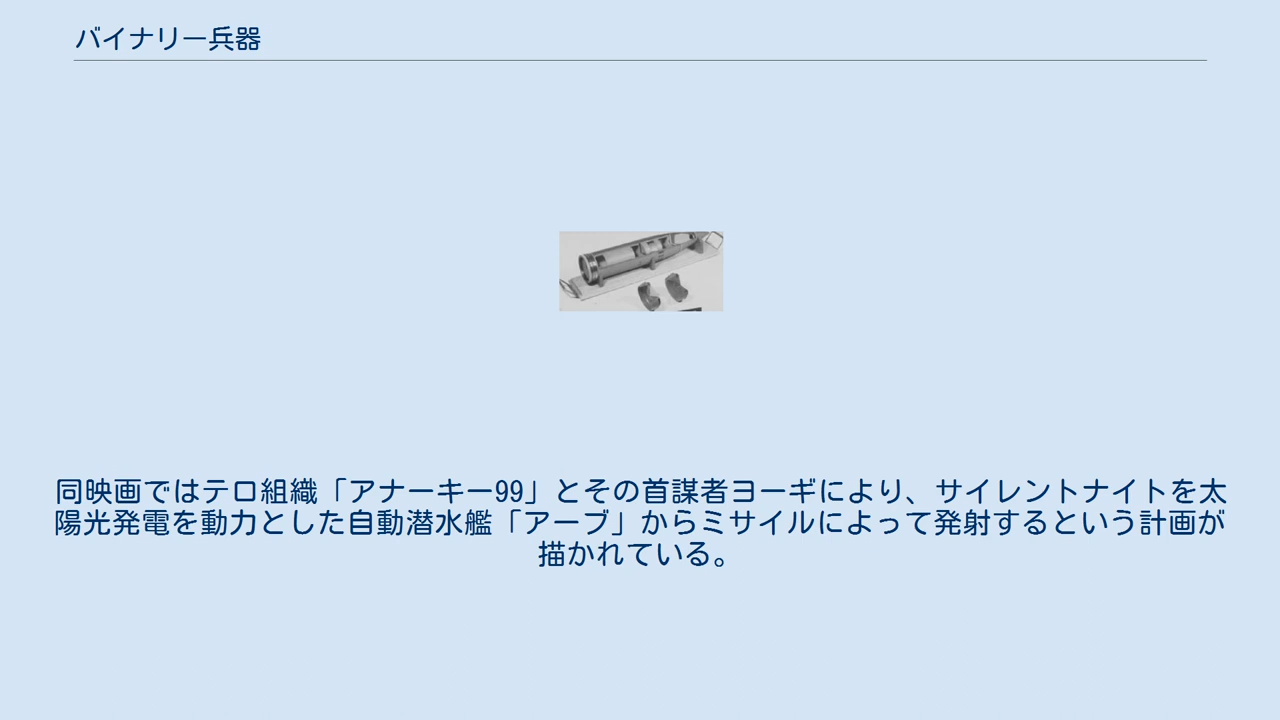 バイナリー兵器
同映画ではテロ組織「アナーキー99」とその首謀者ヨーギにより、サイレントナイトを太
陽光発電を動力とした自動潜水艦「アーブ」からミサイルによって発射するという計画が
描かれている。